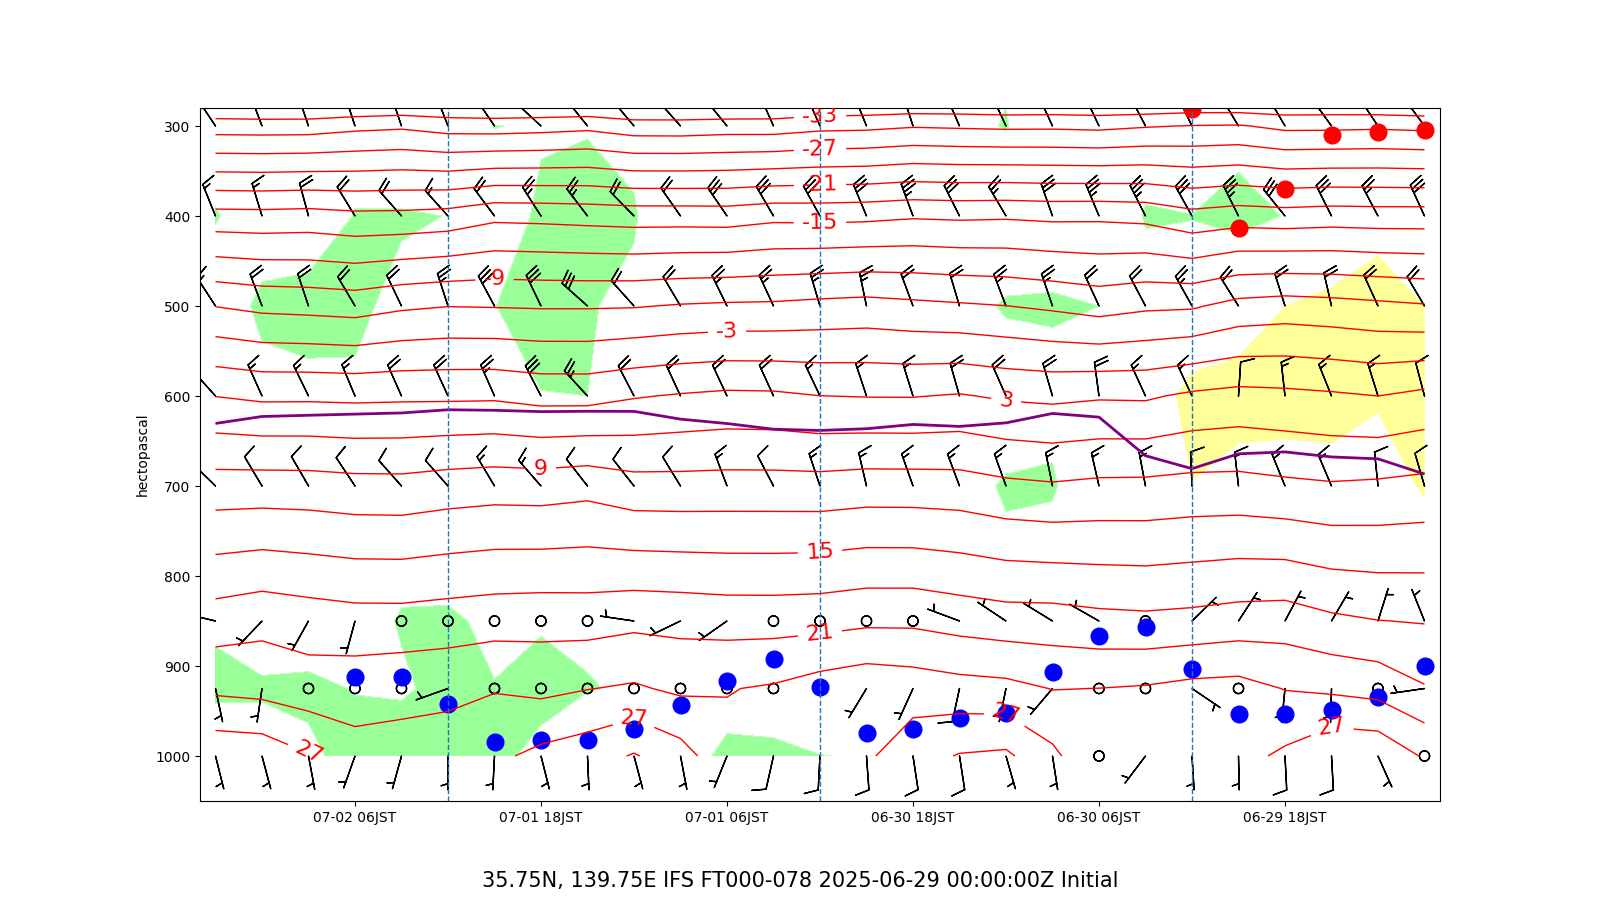 -33
300
-27
-21
400
-15
-9
hectopascal
500
-3
600
3
9
700
15
800
21
900
27
27
27
27
1000
07-02 06JST
07-01 18JST
07-01 06JST
06-30 18JST
06-30 06JST
06-29 18JST
35.75N, 139.75E IFS FT000-078 2025-06-29 00:00:00Z Initial